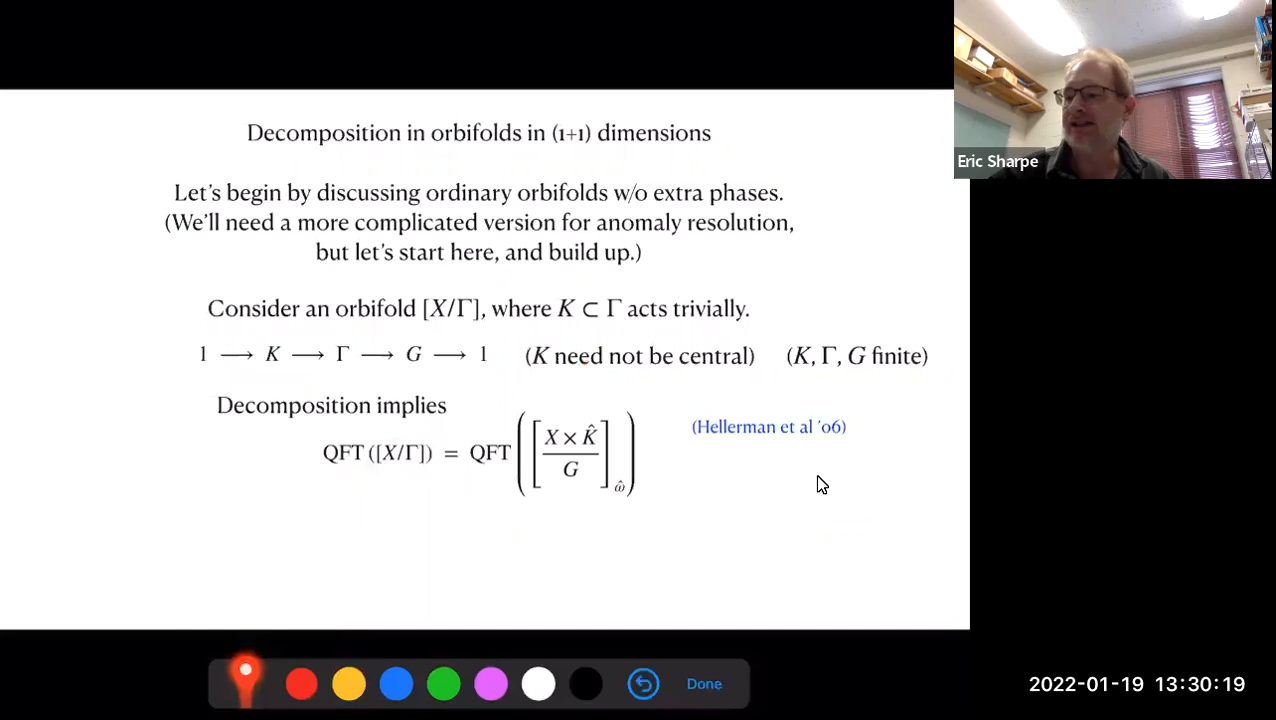 Decomposition in orbifolds in (1+1) dimensions
Let's begin by discussing ordinary orbifolds w/o extra phases.
(We'll need a more complicated version for anomaly resolution,
but let's start here, and build up.)
Consider an orbifold [X/Γ], where K ⊂ Γ acts trivially.
1 ⟶ K ⟶ Γ ⟶ G ⟶ 1 (K need not be central) (K, Γ, G finite)
Decomposition implies
(Hellerman et al '06)
QFT ([X/Γ]) = QFT ([X × K̂ / G]_ω̂)
Eric Sharpe
Done
2022-01-19 13:30:19